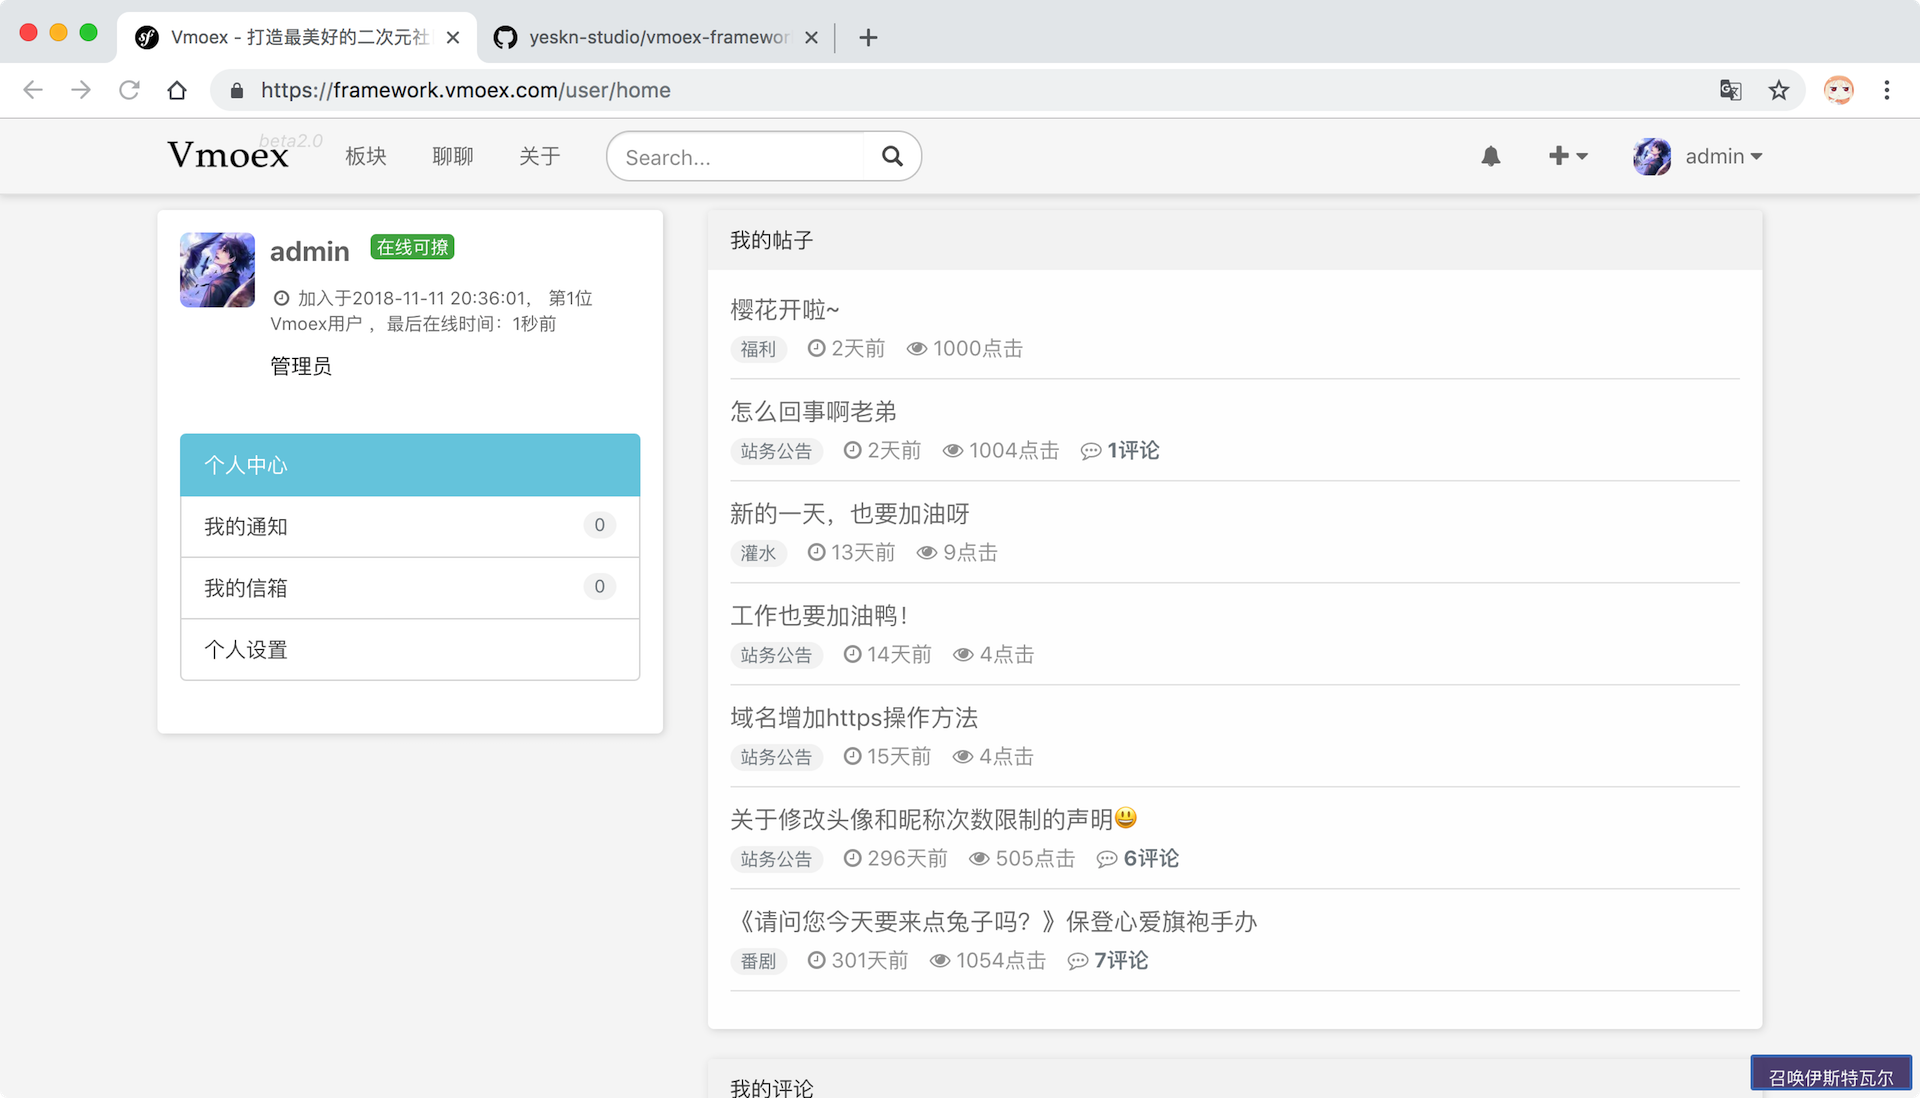 Vmoex - 打造最美好的二次元社
yeskn-studio/vmoex-framewor
https://framework.vmoex.com/user/home
Vmoex beta2.0 板块 聊聊 关于 Search... admin
admin 在线可撩
加入于2018-11-11 20:36:01, 第1位
Vmoex用户 , 最后在线时间：1秒前
管理员
个人中心
我的通知 0
我的信箱 0
个人设置
我的帖子
樱花开啦~
福利 2天前 1000点击
怎么回事啊老弟
站务公告 2天前 1004点击 1评论
新的一天，也要加油呀
灌水 13天前 9点击
工作也要加油鸭！
站务公告 14天前 4点击
域名增加https操作方法
站务公告 15天前 4点击
关于修改头像和昵称次数限制的声明😃
站务公告 296天前 505点击 6评论
《请问您今天要来点兔子吗？》保登心爱旗袍手办
番剧 301天前 1054点击 7评论
我的评论
召唤伊斯特瓦尔